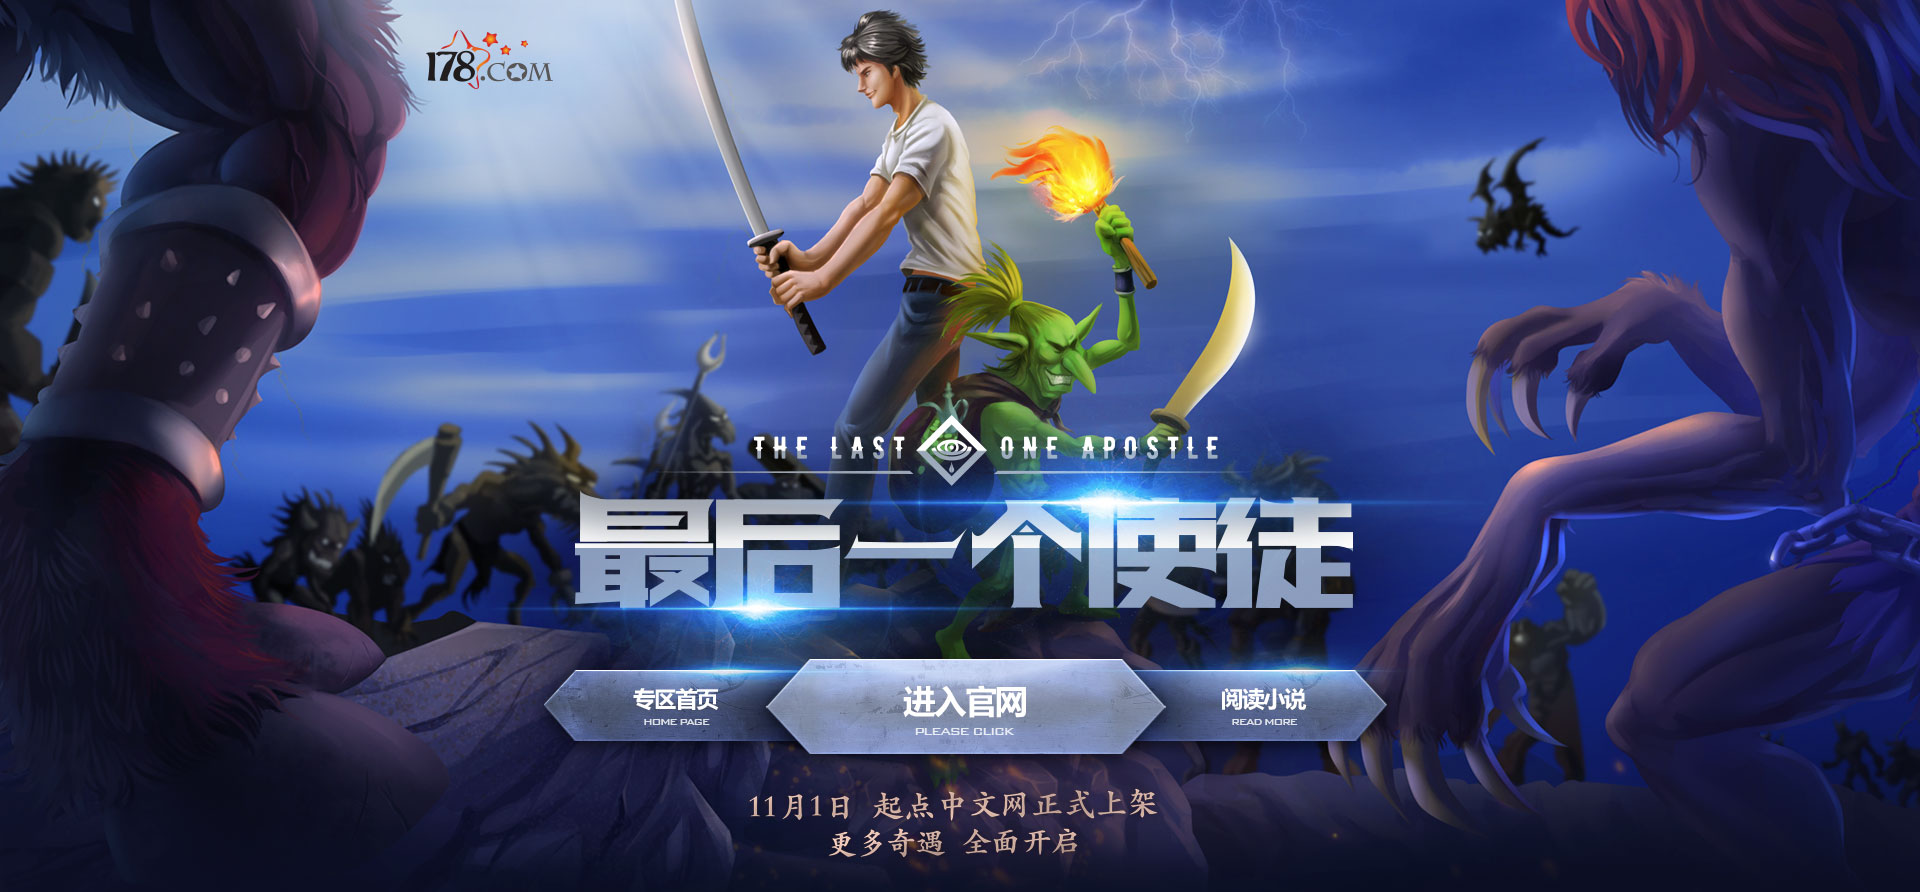 178.COM
THE LAST ONE APOSTLE
最后一个使徒
专区首页
HOME PAGE
进入官网
PLEASE CLICK
阅读小说
READ MORE
11月1日 起点中文网正式上架
更多奇遇 全面开启